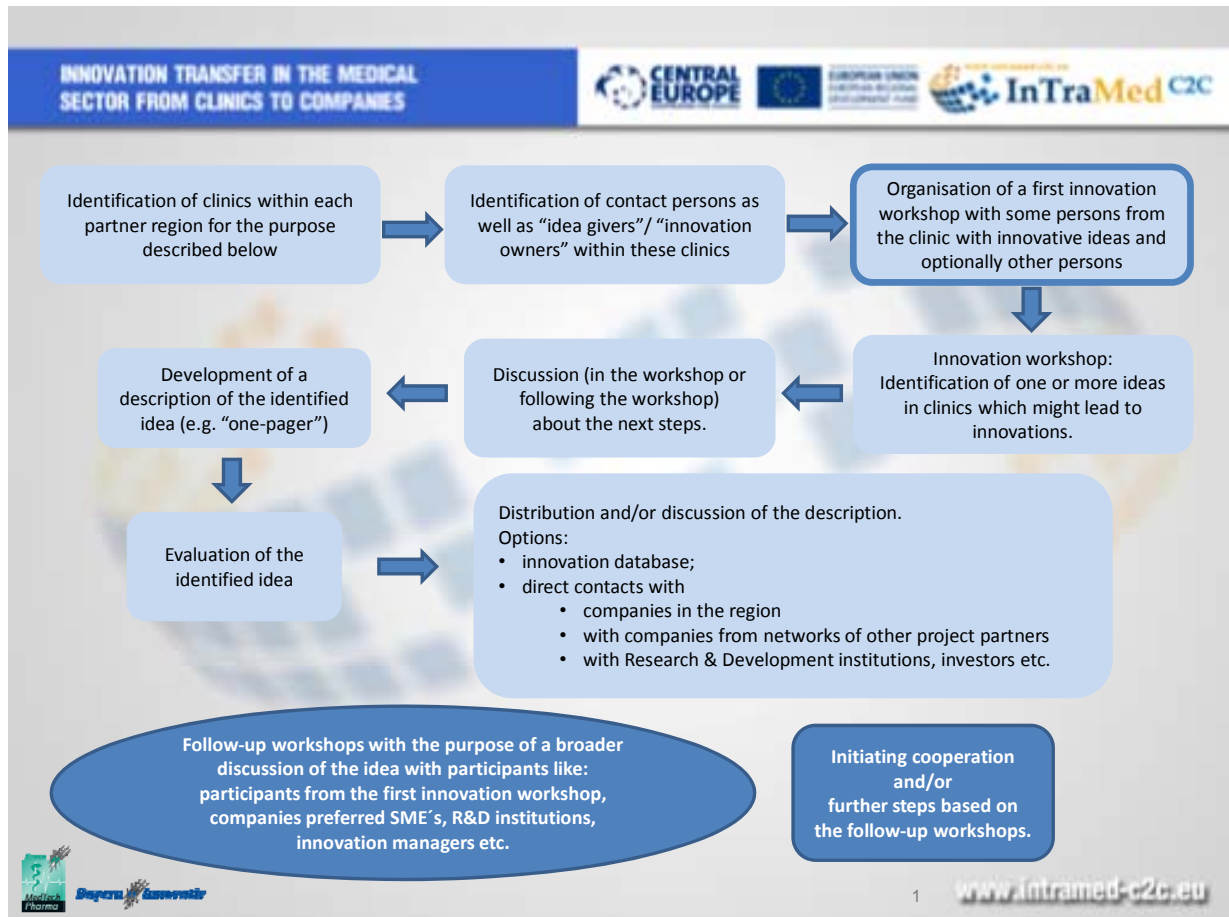 INNOVATION TRANSFER IN THE MEDICAL
SECTOR FROM CLINICS TO COMPANIES
CENTRAL
EUROPE
EUROPEAN UNION
EUROPEAN REGIONAL
DEVELOPMENT FUND
InTraMed C2C
Identification of clinics within each
partner region for the purpose
described below
Identification of contact persons as
well as “idea givers”/ “innovation
owners” within these clinics
Organisation of a first innovation
workshop with some persons from
the clinic with innovative ideas and
optionally other persons
Innovation workshop:
Identification of one or more ideas
in clinics which might lead to
innovations.
Discussion (in the workshop or
following the workshop)
about the next steps.
Development of a
description of the identified
idea (e.g. “one-pager”)
Evaluation of the
identified idea
Distribution and/or discussion of the description.
Options:
• innovation database;
• direct contacts with
• companies in the region
• with companies from networks of other project partners
• with Research & Development institutions, investors etc.
Follow-up workshops with the purpose of a broader
discussion of the idea with participants like:
participants from the first innovation workshop,
companies preferred SME´s, R&D institutions,
innovation managers etc.
Initiating cooperation
and/or
further steps based on
the follow-up workshops.
MedTech
Pharma
Bayern Innovativ
1
www.intramed-c2c.eu